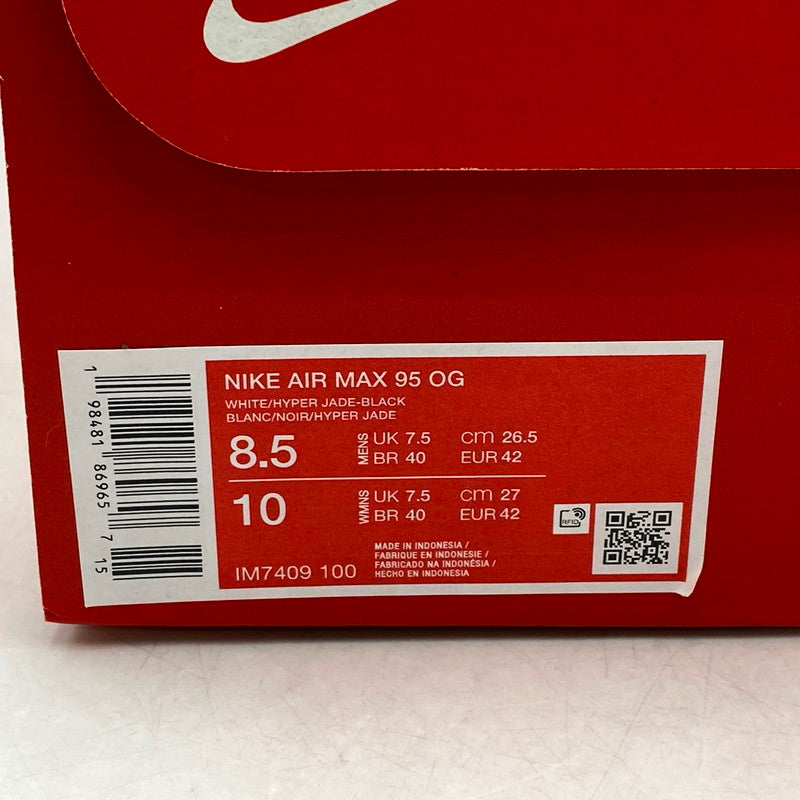 NIKE AIR MAX 95 OG
WHITE/HYPER JADE-BLACK
BLANC/NOIR/HYPER JADE
8.5 MENS UK 7.5 cm 26.5
BR 40 EUR 42
10 WMNS UK 7.5 cm 27
BR 40 EUR 42
RFID
MADE IN INDONESIA /
FABRIQUE EN INDONESIE /
FABRICADO NA INDONÉSIA /
HECHO EN INDONESIA
IM7409 100
1 98481 86965 7 15